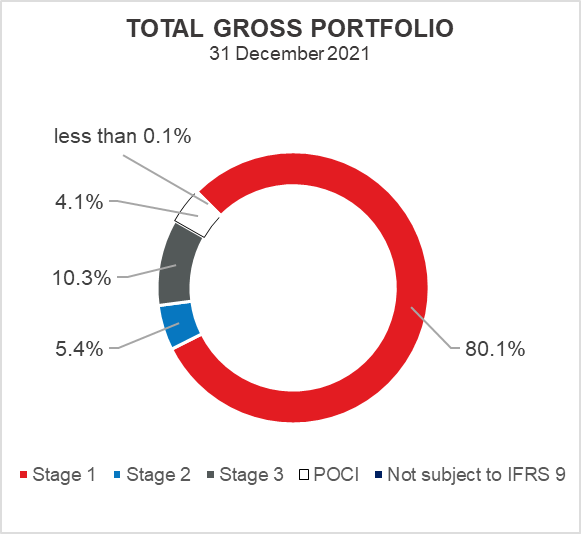 TOTAL GROSS PORTFOLIO
31 December 2021
less than 0.1%
4.1%
10.3%
5.4%
80.1%
Stage 1 Stage 2 Stage 3 POCI Not subject to IFRS 9